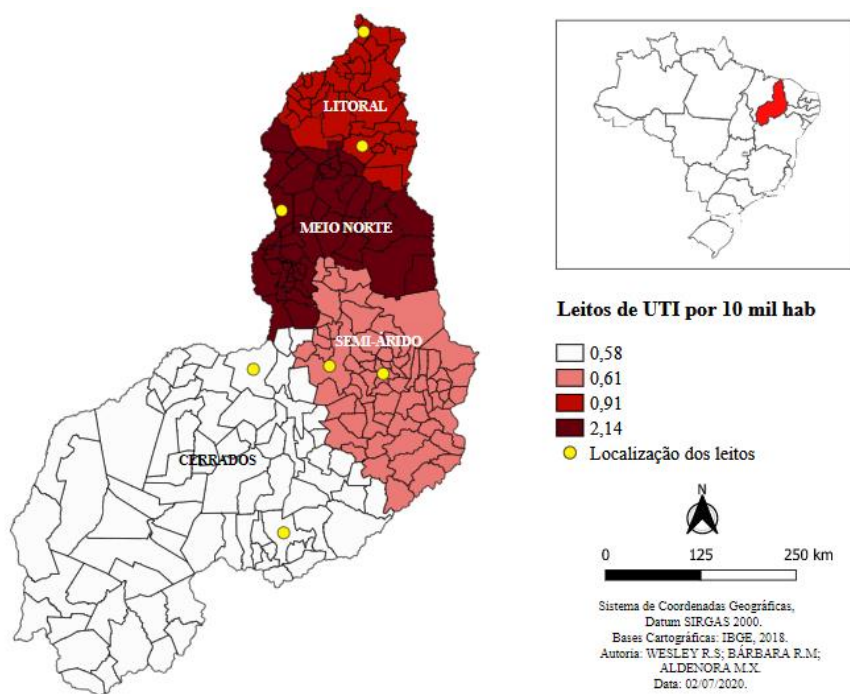 LITORAL
MEIO NORTE
SEMI-ÁRIDO
CERRADOS
Leitos de UTI por 10 mil hab
0,58
0,61
0,91
2,14
Localização dos leitos
N
0 125 250 km
Sistema de Coordenadas Geográficas,
Datum SIRGAS 2000.
Bases Cartográficas: IBGE, 2018.
Autoria: WESLEY R.S; BÁRBARA R.M;
ALDENORA M.X.
Data: 02/07/2020.